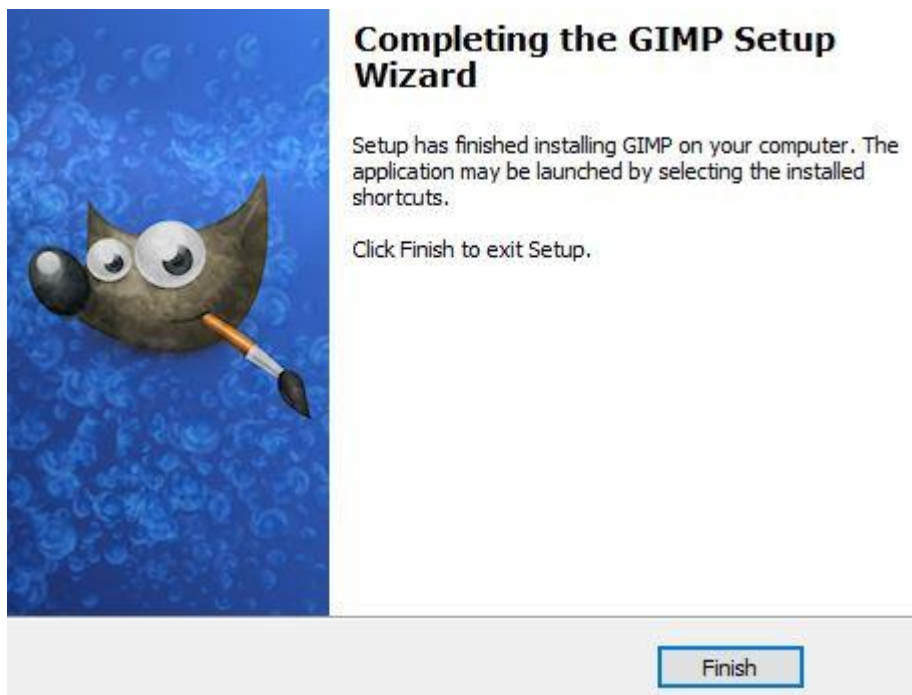 Completing the GIMP Setup
Wizard
Setup has finished installing GIMP on your computer. The
application may be launched by selecting the installed
shortcuts.
Click Finish to exit Setup.
Finish